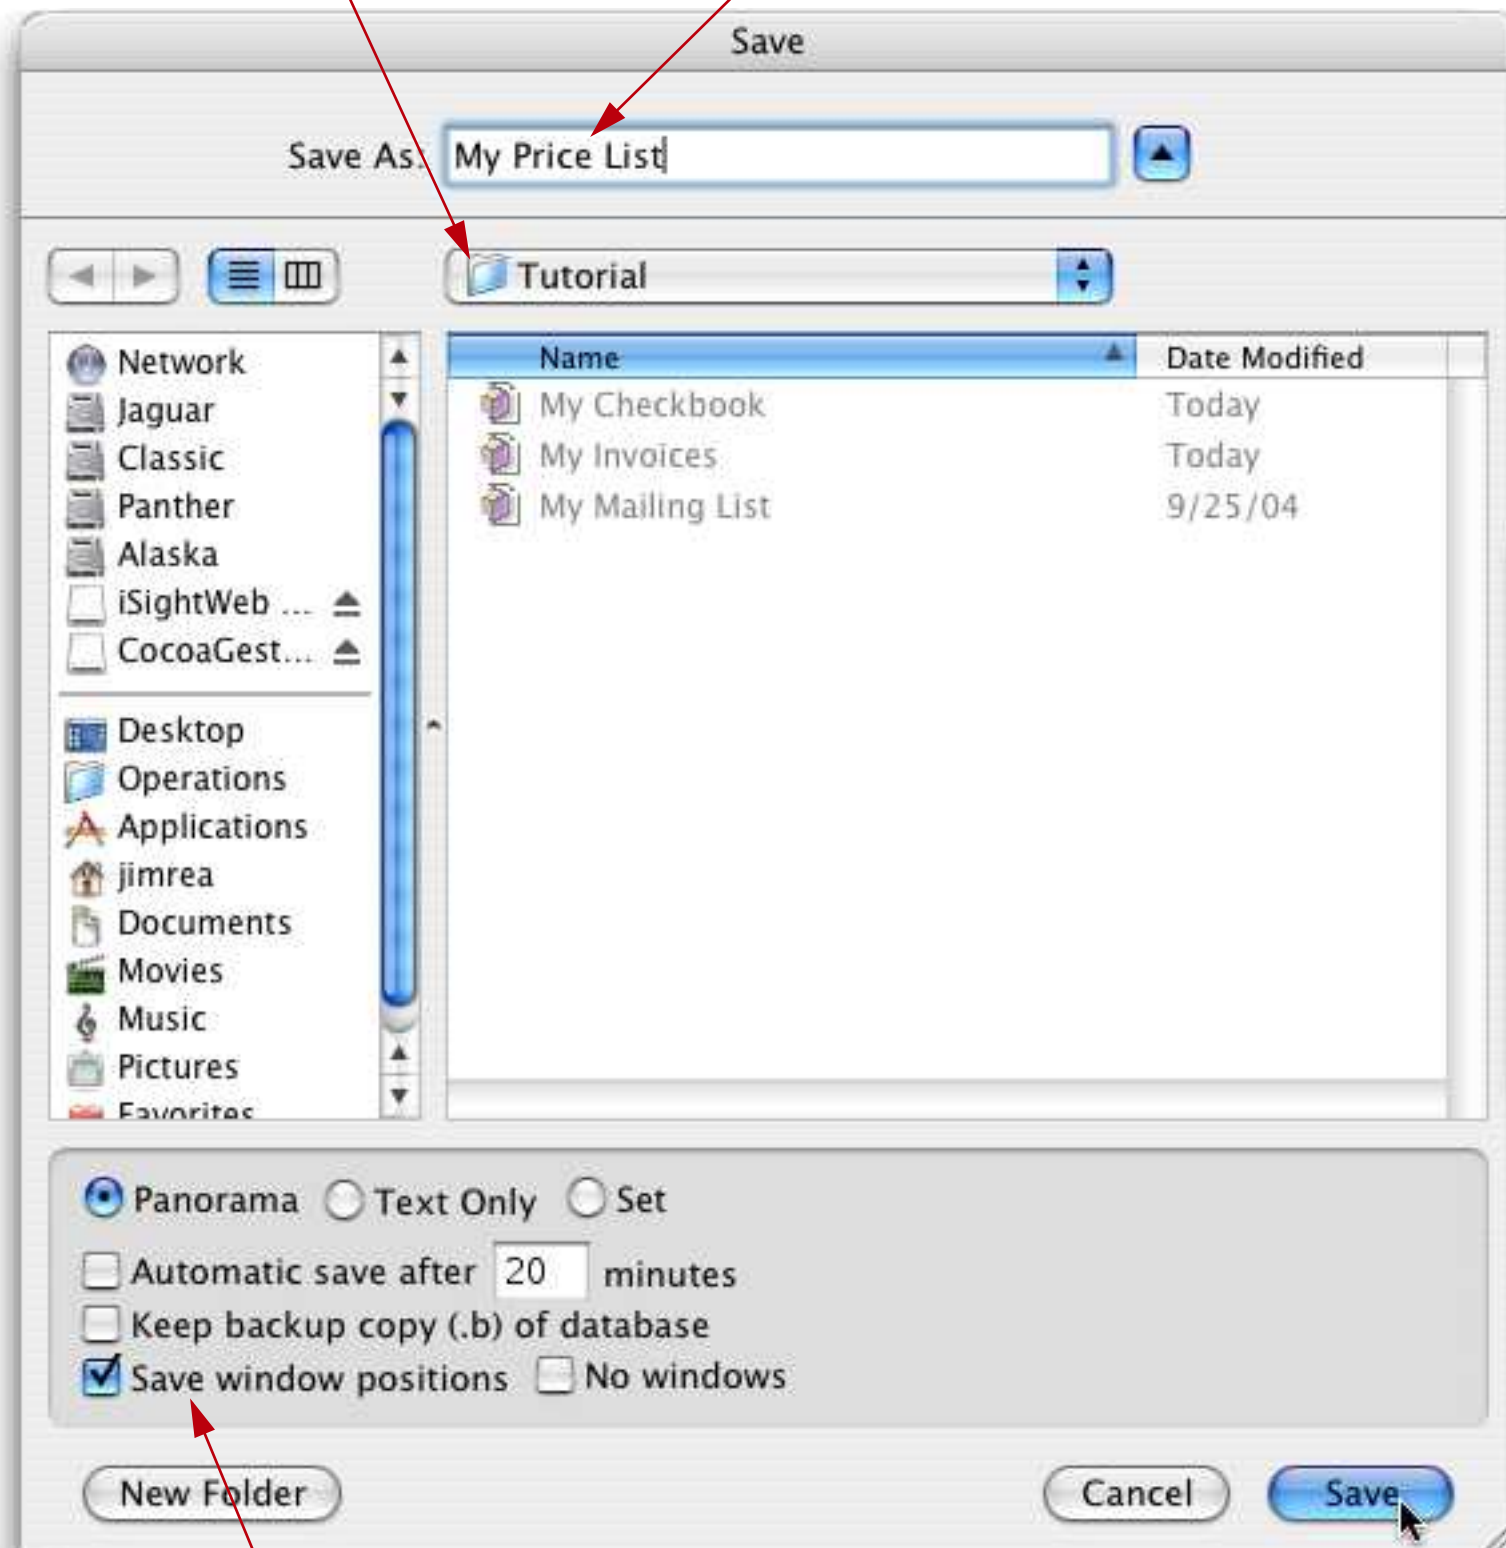 Save
Save As: My Price List
Tutorial
Network
Jaguar
Classic
Panther
Alaska
iSightWeb ...
CocoaGest...
Desktop
Operations
Applications
jimrea
Documents
Movies
Music
Pictures
Favorites
Name Date Modified
My Checkbook Today
My Invoices Today
My Mailing List 9/25/04
Panorama Text Only Set
Automatic save after 20 minutes
Keep backup copy (.b) of database
Save window positions No windows
New Folder Cancel Save